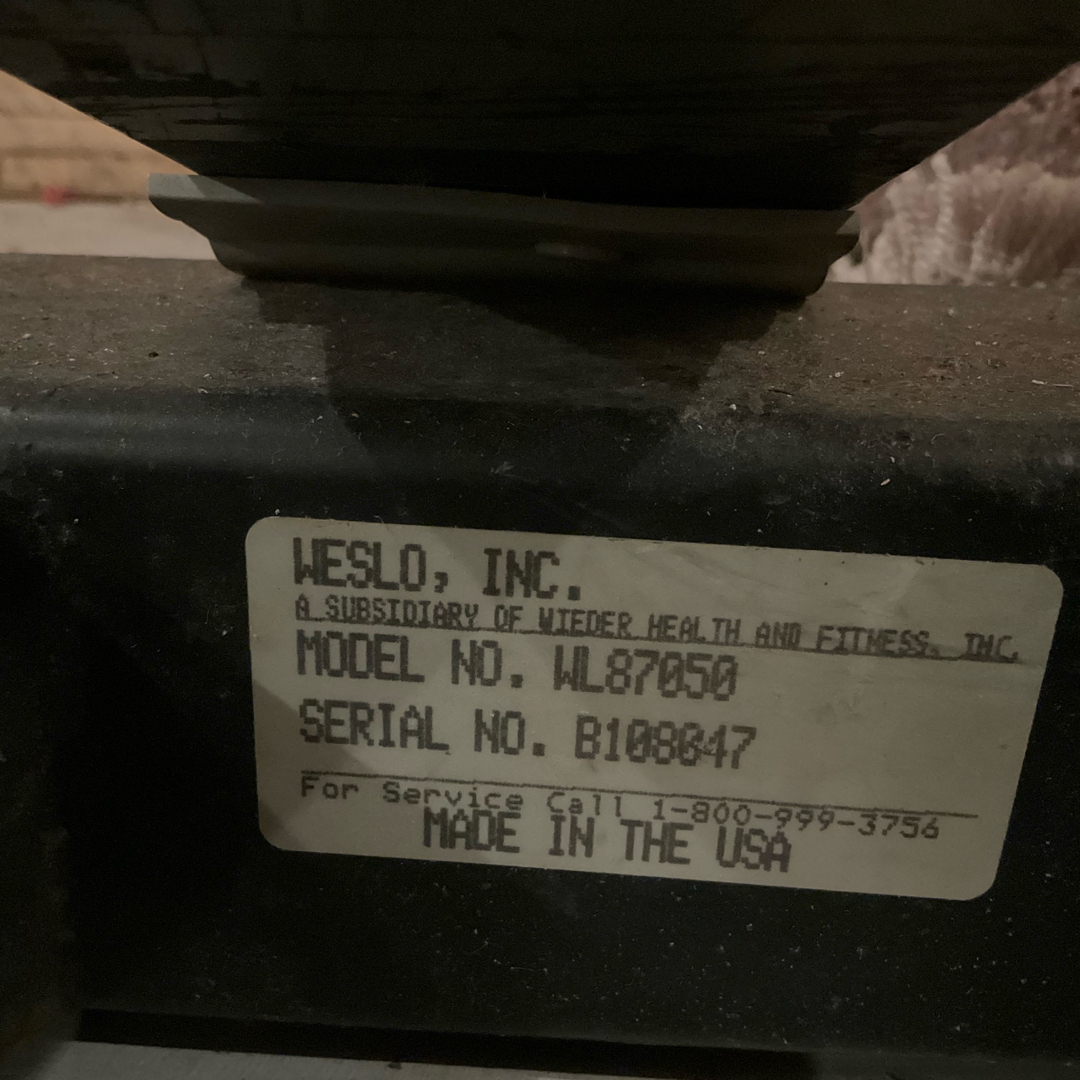 WESLO, INC.
A SUBSIDIARY OF WIEDER HEALTH AND FITNESS, INC.
MODEL NO. WL87050
SERIAL NO. B108047
For Service Call 1-800-999-3756
MADE IN THE USA